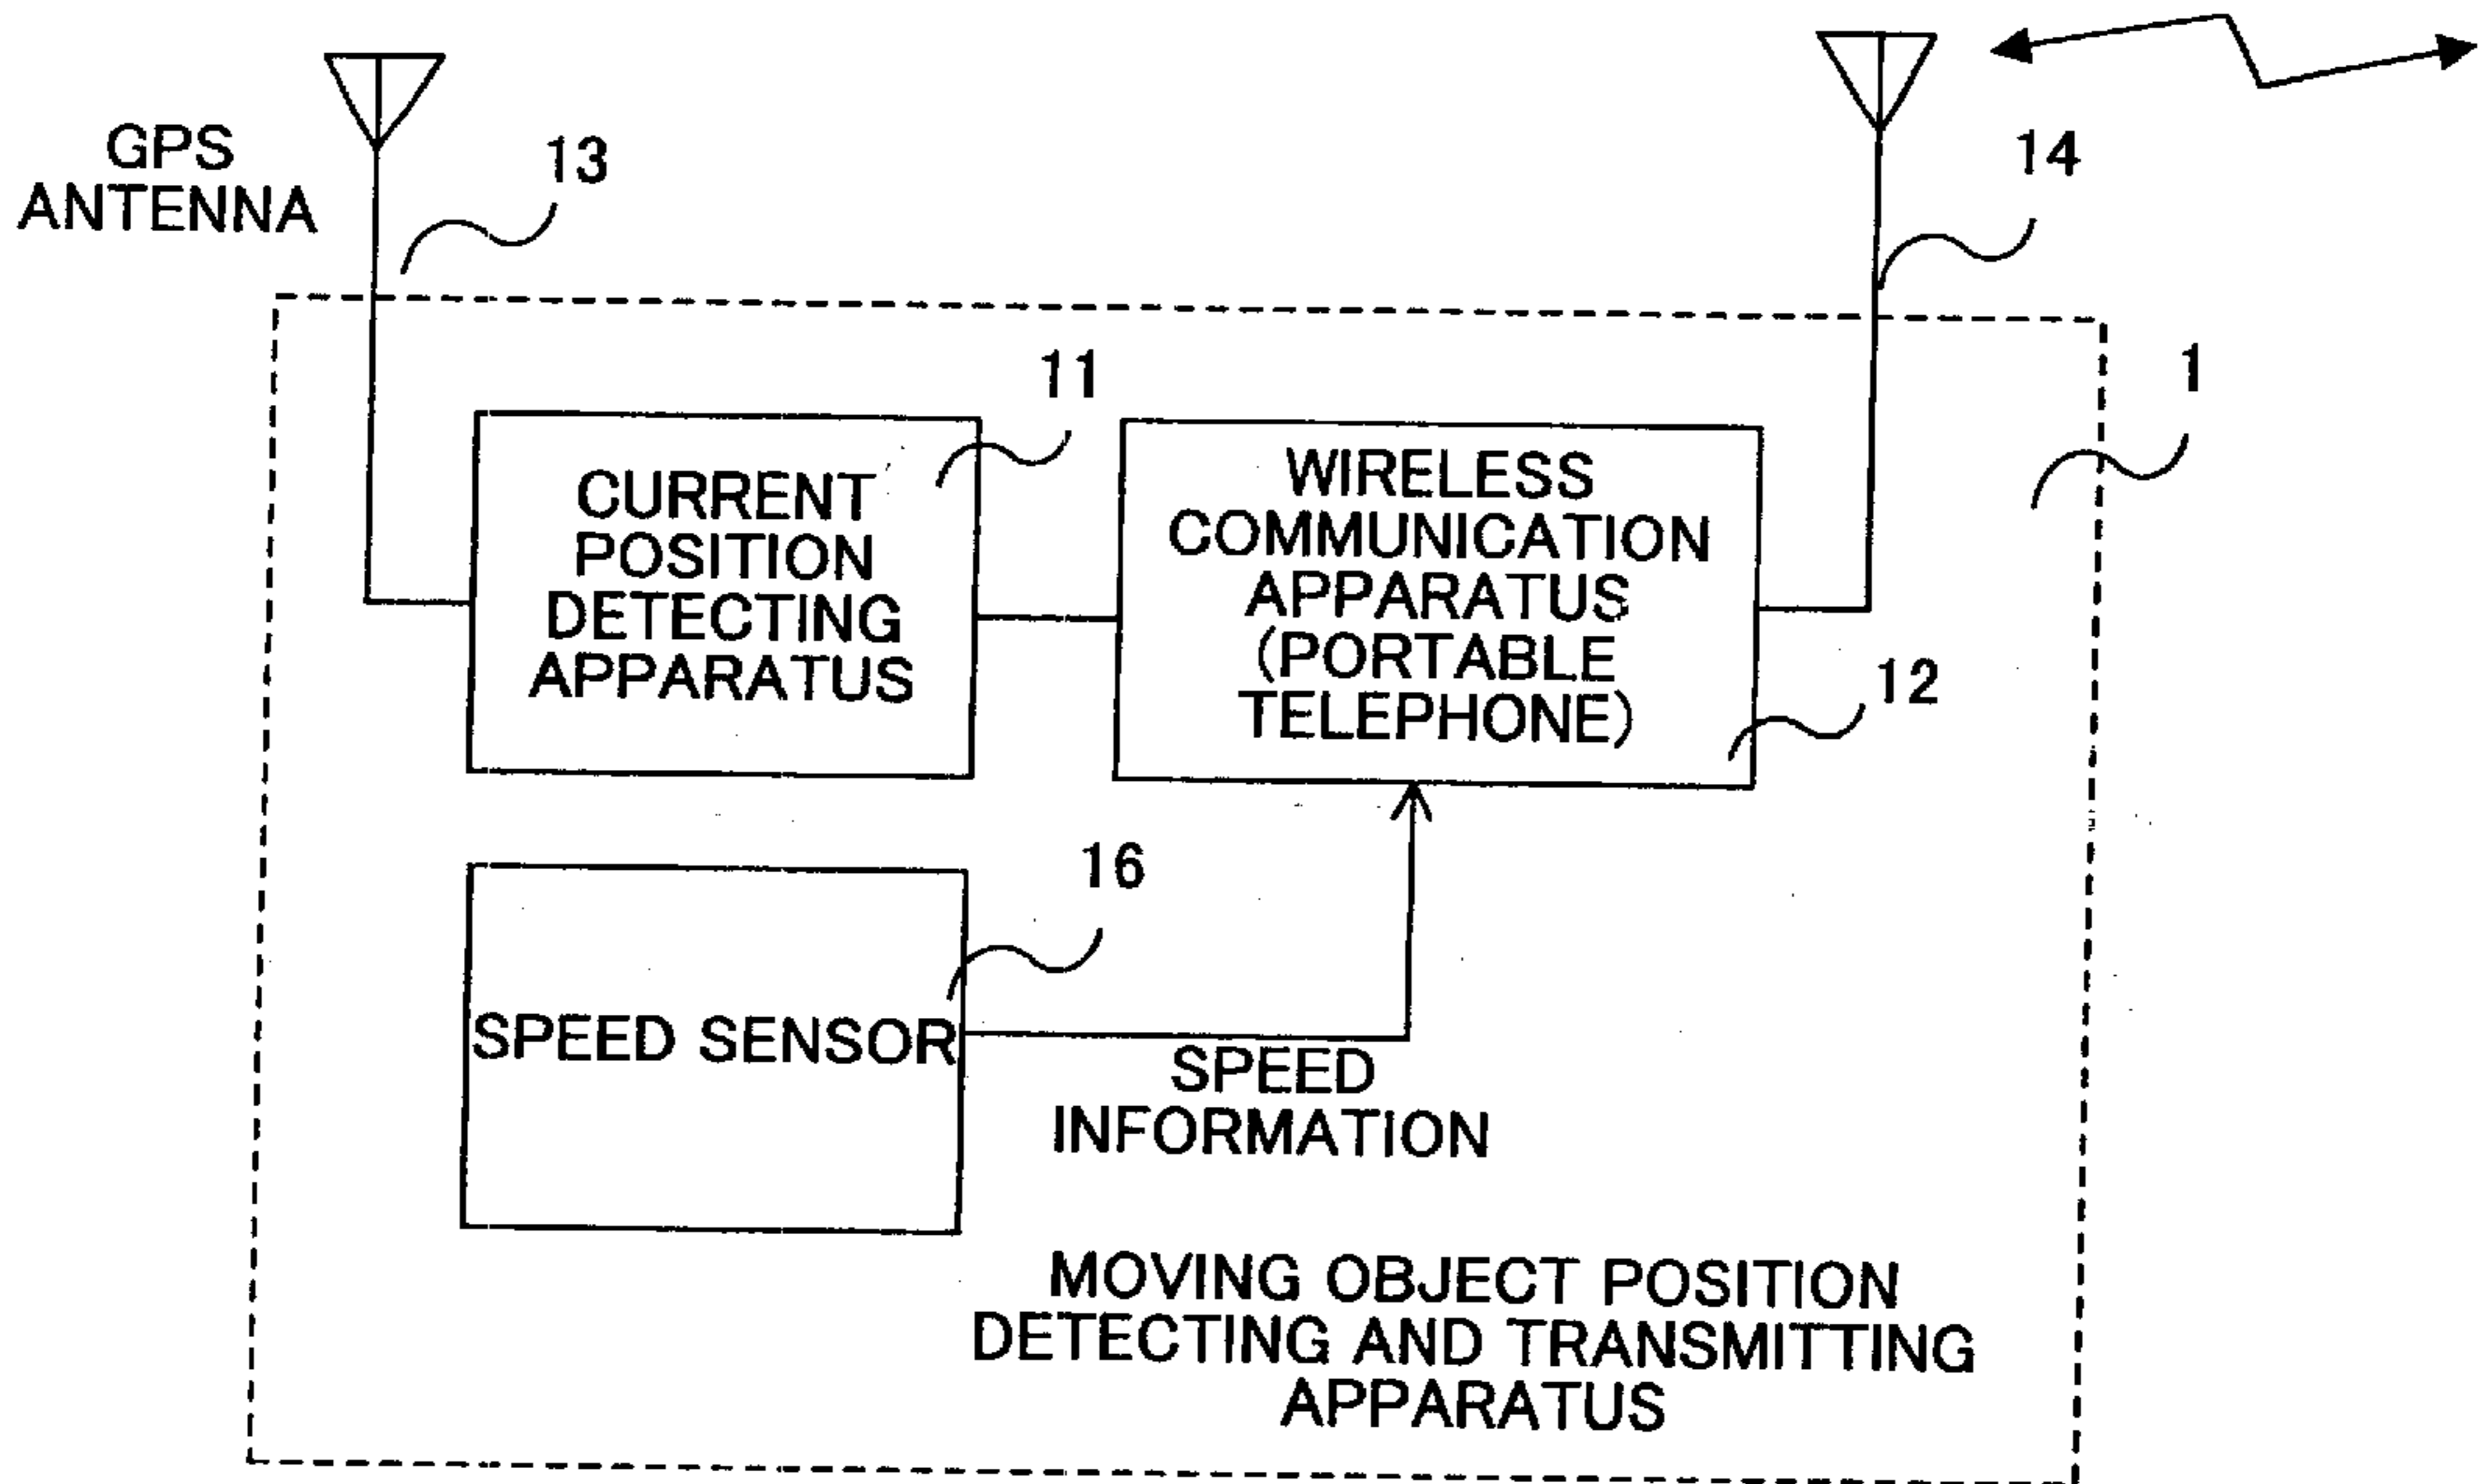 GPS
ANTENNA
13
14
1
11
CURRENT
POSITION
DETECTING
APPARATUS
WIRELESS
COMMUNICATION
APPARATUS
(PORTABLE
TELEPHONE)
12
16
SPEED SENSOR
SPEED
INFORMATION
MOVING OBJECT POSITION
DETECTING AND TRANSMITTING
APPARATUS